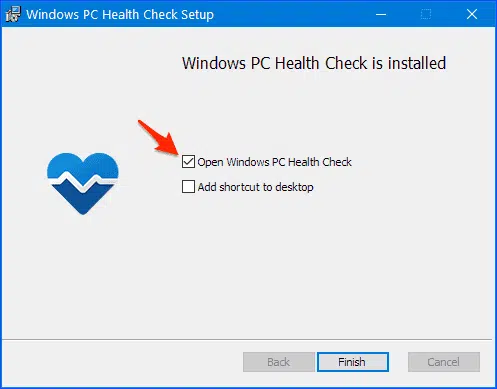 Windows PC Health Check Setup
Windows PC Health Check is installed
Open Windows PC Health Check
Add shortcut to desktop
Back Finish Cancel